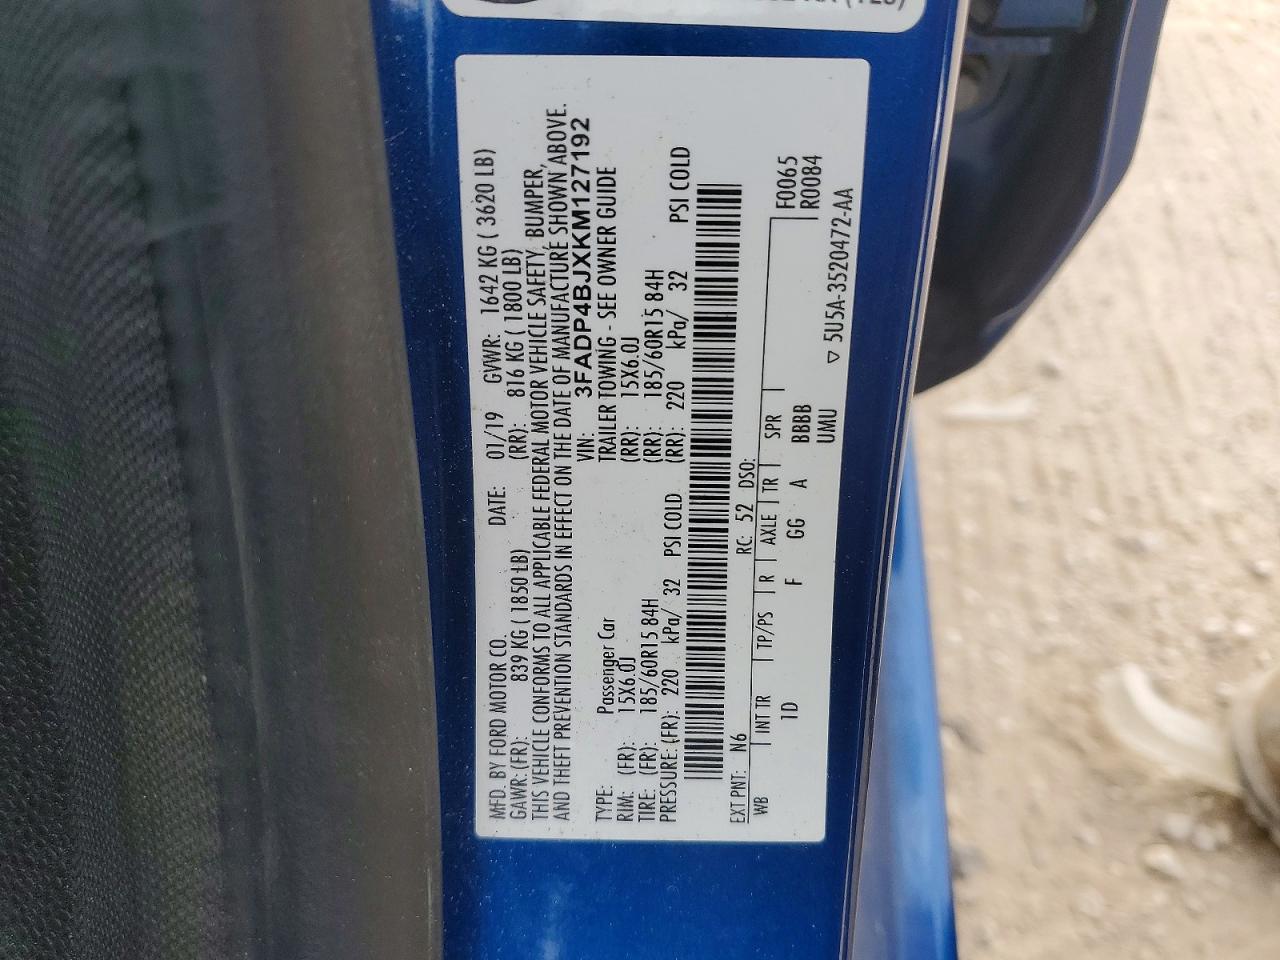 MFD. BY FORD MOTOR CO. DATE: 01/19 GVWR: 1642 KG ( 3620 LB)
GAWR: (FR): 839 KG ( 1850 LB) (RR): 816 KG ( 1800 LB)
THIS VEHICLE CONFORMS TO ALL APPLICABLE FEDERAL MOTOR VEHICLE SAFETY, BUMPER,
AND THEFT PREVENTION STANDARDS IN EFFECT ON THE DATE OF MANUFACTURE SHOWN ABOVE.
VIN: 3FADP4BJXKM127192
TYPE: Passenger Car TRAILER TOWING - SEE OWNER GUIDE
RIM: (FR): 15X6.0J (RR): 15X6.0J
TIRE: (FR): 185/60R15 84H (RR): 185/60R15 84H
PRESSURE: (FR): 220 kPa/ 32 PSI COLD (RR): 220 kPa/ 32 PSI COLD
EXT PNT: N6 RC: 52 DSO:
WB INT TR TP/PS R AXLE TR SPR F0065
1D F GG A BBBB R0084
UMU ▽ 5U5A-3520472-AA